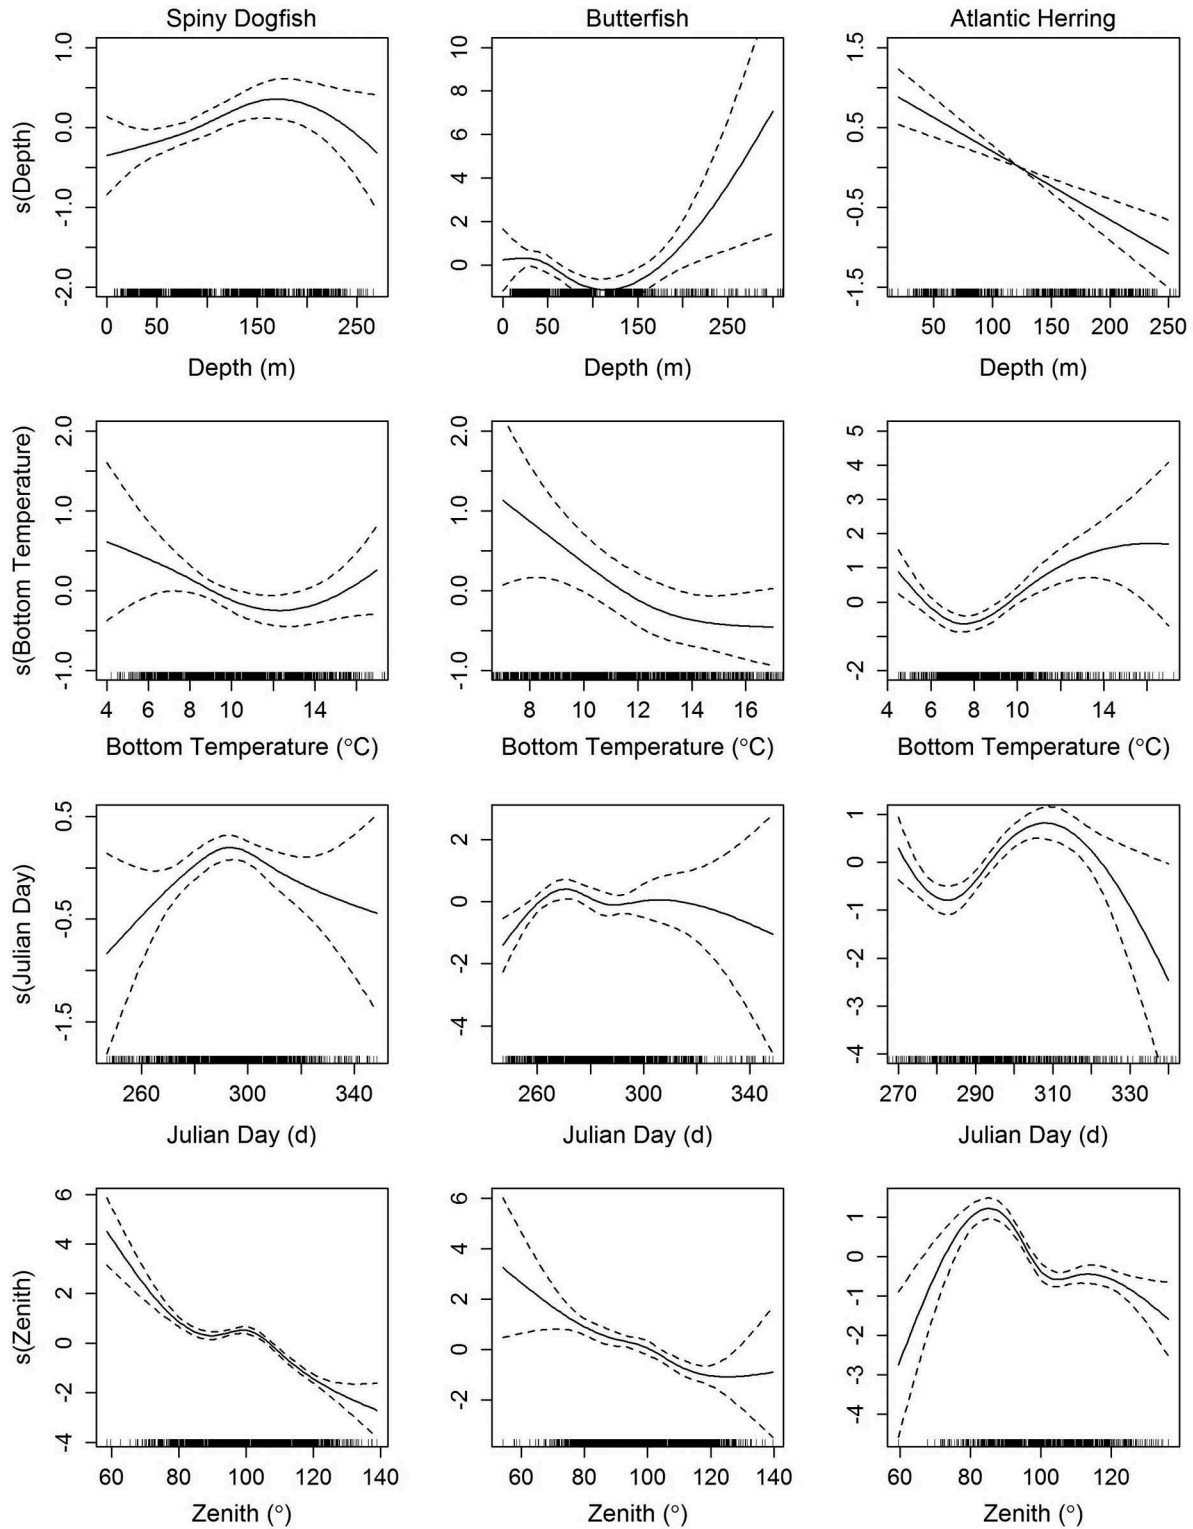 Spiny Dogfish Butterfish Atlantic Herring
s(Depth)
1.0 0.0 -1.0 -2.0
10 8 6 4 2 0
1.5 0.5 -0.5 -1.5
0 50 150 250 0 50 150 250 50 100 150 200 250
Depth (m) Depth (m) Depth (m)
s(Bottom Temperature)
2.0 1.0 0.0 -1.0
2.0 1.0 0.0 -1.0
5 4 3 2 1 0 -2
4 6 8 10 14 8 10 12 14 16 4 6 8 10 14
Bottom Temperature (°C) Bottom Temperature (°C) Bottom Temperature (°C)
s(Julian Day)
0.5 -0.5 -1.5
2 0 -2 -4
1 0 -1 -2 -3 -4
260 300 340 260 300 340 270 290 310 330
Julian Day (d) Julian Day (d) Julian Day (d)
s(Zenith)
6 4 2 0 -2 -4
6 4 2 0 -2
1 0 -1 -2 -3 -4
60 80 100 120 140 60 80 100 120 140 60 80 100 120
Zenith (°) Zenith (°) Zenith (°)